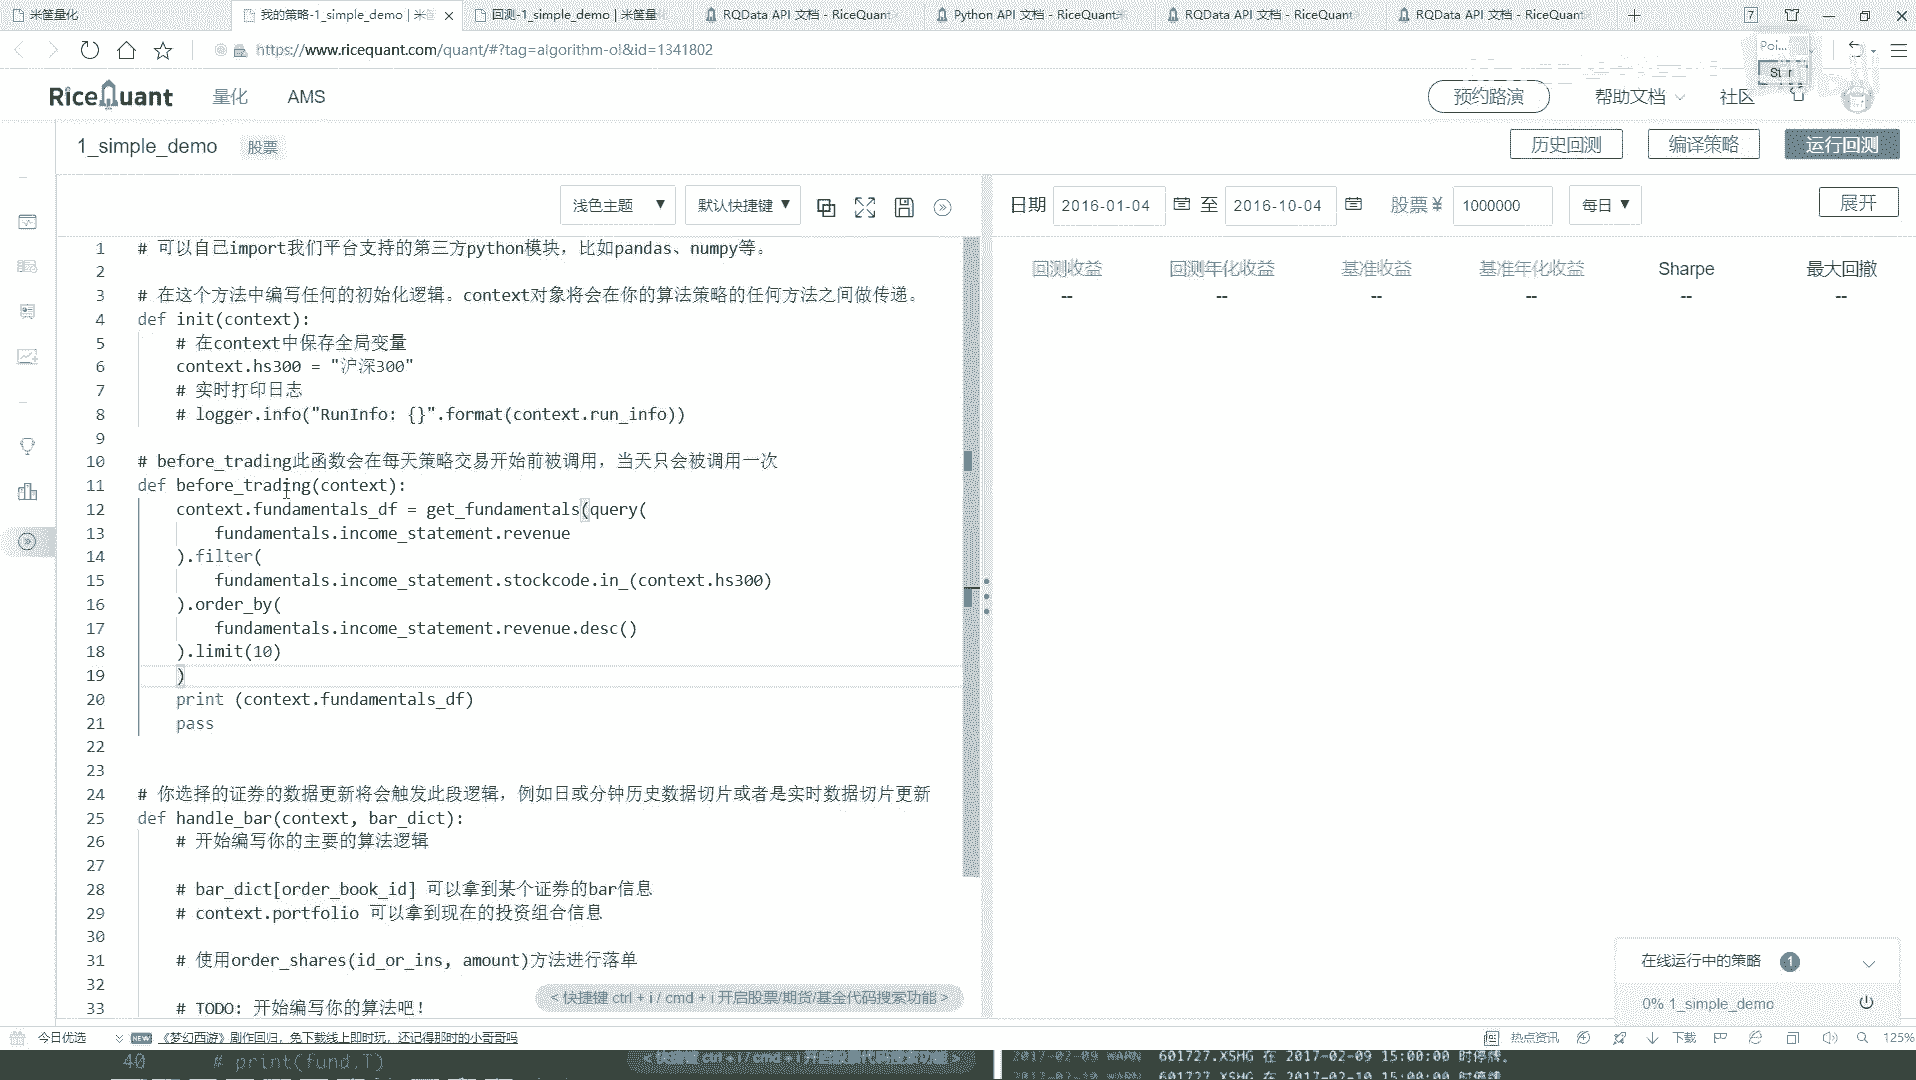 米筐量化
我的策略-1_simple_demo | 米筐
回测-1_simple_demo | 米筐量化
RQData API 文档 - RiceQuant
Python API 文档 - RiceQuant
RQData API 文档 - RiceQuant
RQData API 文档 - RiceQuant
7
https://www.ricequant.com/quant/#?tag=algorithm-ol&id=1341802
Poi...
RiceQuant 量化 AMS
预约路演 帮助文档 社区
1_simple_demo 股票
历史回测 编译策略 运行回测
浅色主题 ▼ 默认快捷键 ▼
日期 2016-01-04 至 2016-10-04 股票 ¥ 1000000 每日 ▼ 展开
回测收益 回测年化收益 基准收益 基准年化收益 Sharpe 最大回撤
-- -- -- -- -- --
1 # 可以自己import我们平台支持的第三方python模块，比如pandas、numpy等。
2
3 # 在这个方法中编写任何的初始化逻辑。context对象将会在你的算法策略的任何方法之间做传递。
4 def init(context):
5 # 在context中保存全局变量
6 context.hs300 = "沪深300"
7 # 实时打印日志
8 # logger.info("RunInfo: {}".format(context.run_info))
9
10 # before_trading此函数会在每天策略交易开始前被调用，当天只会被调用一次
11 def before_trading(context):
12 context.fundamentals_df = get_fundamentals(query(
13 fundamentals.income_statement.revenue
14 ).filter(
15 fundamentals.income_statement.stockcode.in_(context.hs300)
16 ).order_by(
17 fundamentals.income_statement.revenue.desc()
18 ).limit(10)
19 )
20 print (context.fundamentals_df)
21 pass
22
23
24 # 你选择的证券的数据更新将会触发此段逻辑，例如日或分钟历史数据切片或者是实时数据切片更新
25 def handle_bar(context, bar_dict):
26 # 开始编写你的主要的算法逻辑
27
28 # bar_dict[order_book_id] 可以拿到某个证券的bar信息
29 # context.portfolio 可以拿到现在的投资组合信息
30
31 # 使用order_shares(id_or_ins, amount)方法进行落单
32
33 # TODO: 开始编写你的算法吧！
< 快捷键 ctrl + i / cmd + i 开启股票/期货/基金代码搜索功能 >
在线运行中的策略 1
0% 1_simple_demo
今日优选
NEW 《梦幻西游》剧作回归，免下载线上即时玩，还记得那时的小哥哥吗
热点资讯 下载 125%
40 # print(fund.T)
< 快捷键 ctrl + i / cmd + i 开启股票/期货/基金代码搜索功能 >
2017-02-09 WARN 601727.XSHG 在 2017-02-09 15:00:00 时停牌。
2017-02-10 WARN 601727.XSHG 在 2017-02-10 15:00:00 时停牌。